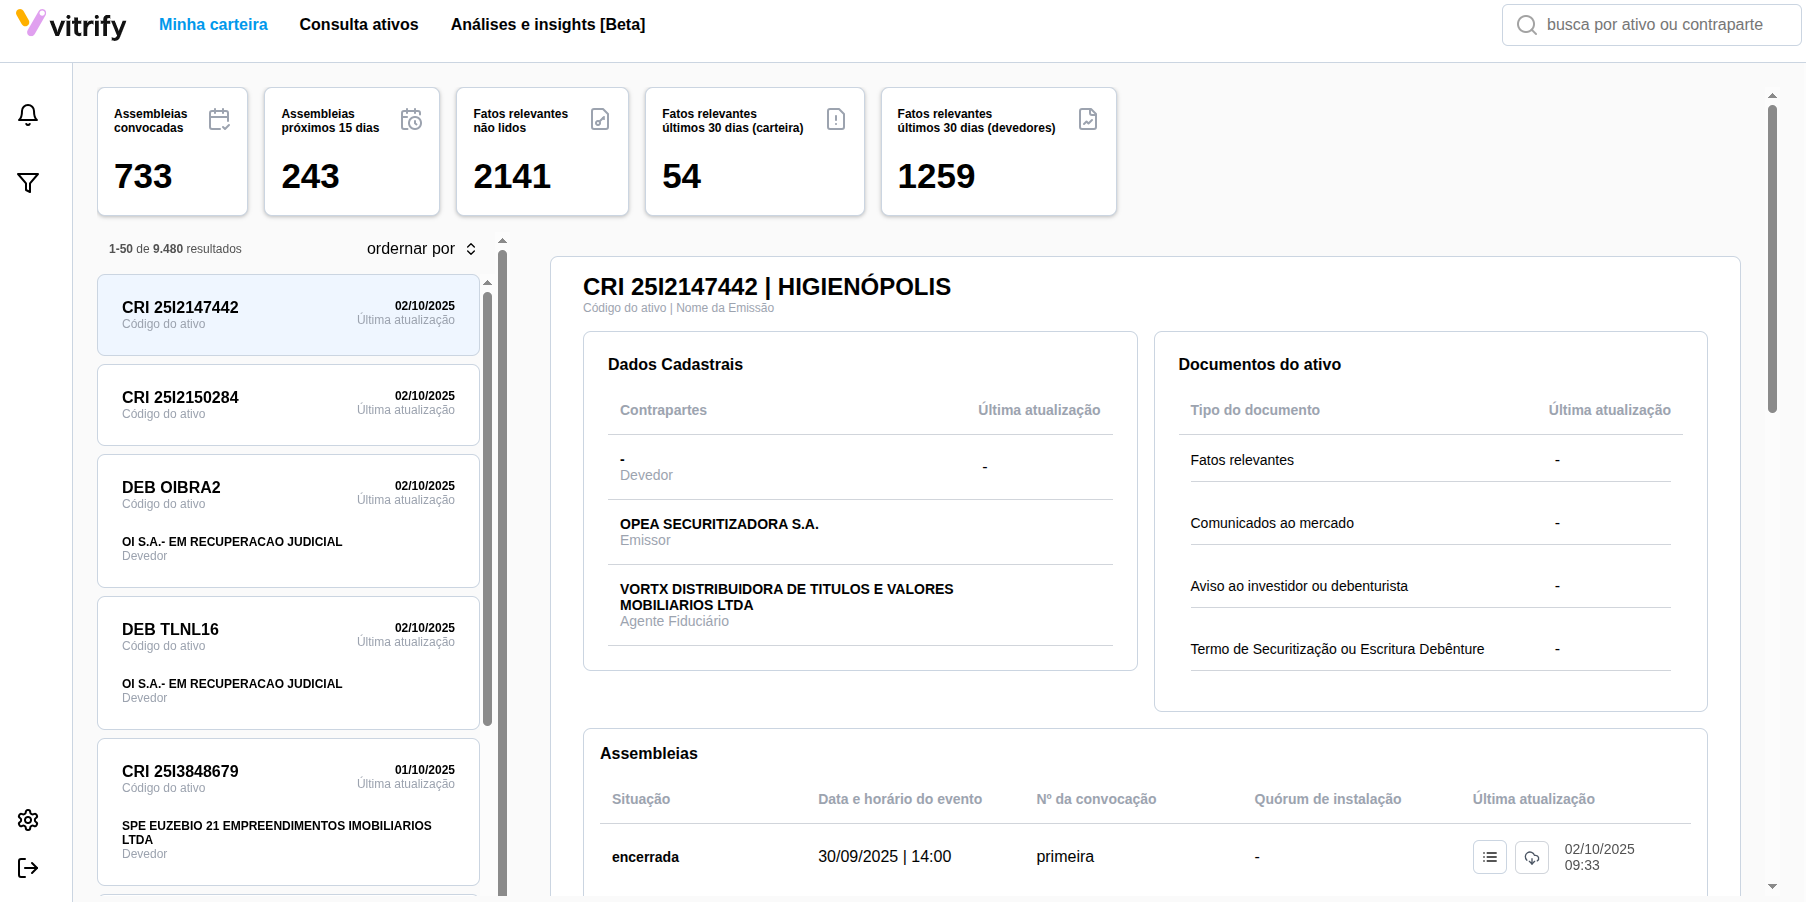 vitrify
Minha carteira
Consulta ativos
Análises e insights [Beta]
busca por ativo ou contraparte
Assembleias
convocadas
733
Assembleias
próximos 15 dias
243
Fatos relevantes
não lidos
2141
Fatos relevantes
últimos 30 dias (carteira)
54
Fatos relevantes
últimos 30 dias (devedores)
1259
1-50 de 9.480 resultados
ordernar por
CRI 25I2147442
Código do ativo
02/10/2025
Última atualização
CRI 25I2150284
Código do ativo
02/10/2025
Última atualização
DEB OIBRA2
Código do ativo
02/10/2025
Última atualização
OI S.A.- EM RECUPERACAO JUDICIAL
Devedor
DEB TLNL16
Código do ativo
02/10/2025
Última atualização
OI S.A.- EM RECUPERACAO JUDICIAL
Devedor
CRI 25I3848679
Código do ativo
01/10/2025
Última atualização
SPE EUZEBIO 21 EMPREENDIMENTOS IMOBILIARIOS
LTDA
Devedor
CRI 25I2147442 | HIGIENÓPOLIS
Código do ativo | Nome da Emissão
Dados Cadastrais
Contrapartes Última atualização
-
Devedor
-
OPEA SECURITIZADORA S.A.
Emissor
VORTX DISTRIBUIDORA DE TITULOS E VALORES
MOBILIARIOS LTDA
Agente Fiduciário
Documentos do ativo
Tipo do documento Última atualização
Fatos relevantes -
Comunicados ao mercado -
Aviso ao investidor ou debenturista -
Termo de Securitização ou Escritura Debênture -
Assembleias
Situação Data e horário do evento Nº da convocação Quórum de instalação Última atualização
encerrada 30/09/2025 | 14:00 primeira - 02/10/2025
09:33